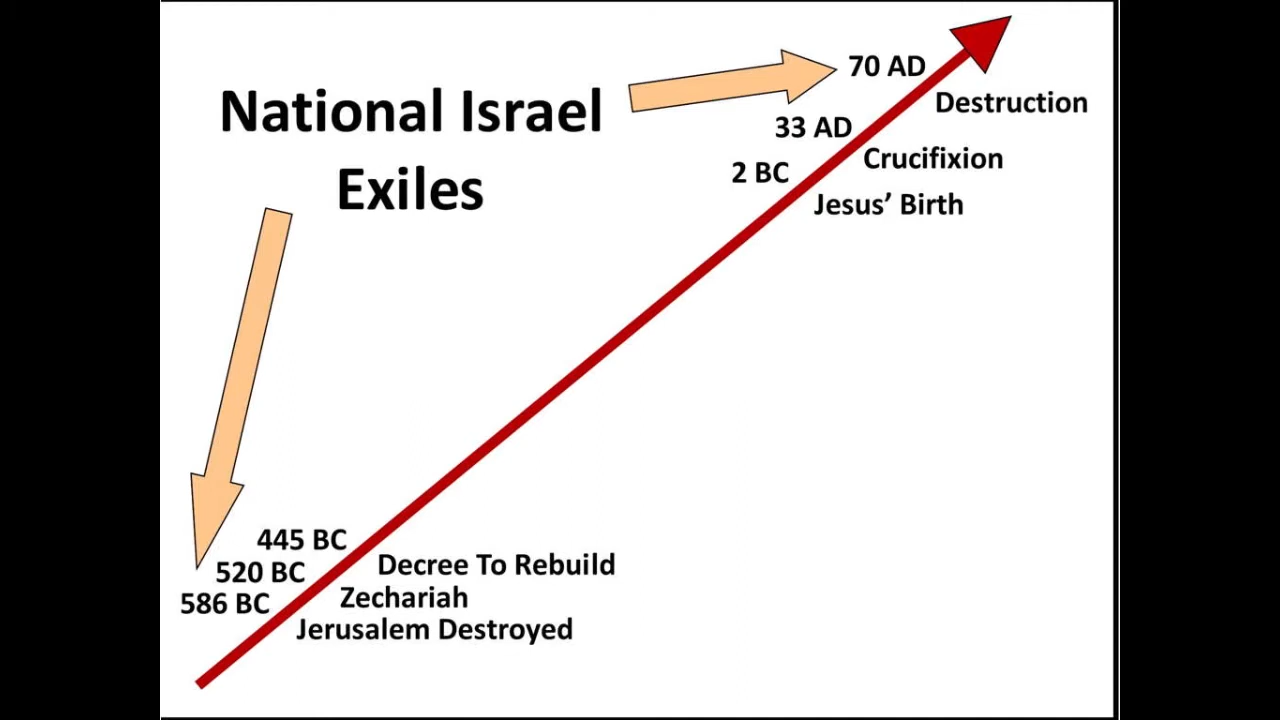 National Israel
Exiles
70 AD
Destruction
33 AD
Crucifixion
2 BC
Jesus’ Birth
445 BC
Decree To Rebuild
520 BC
Zechariah
586 BC
Jerusalem Destroyed